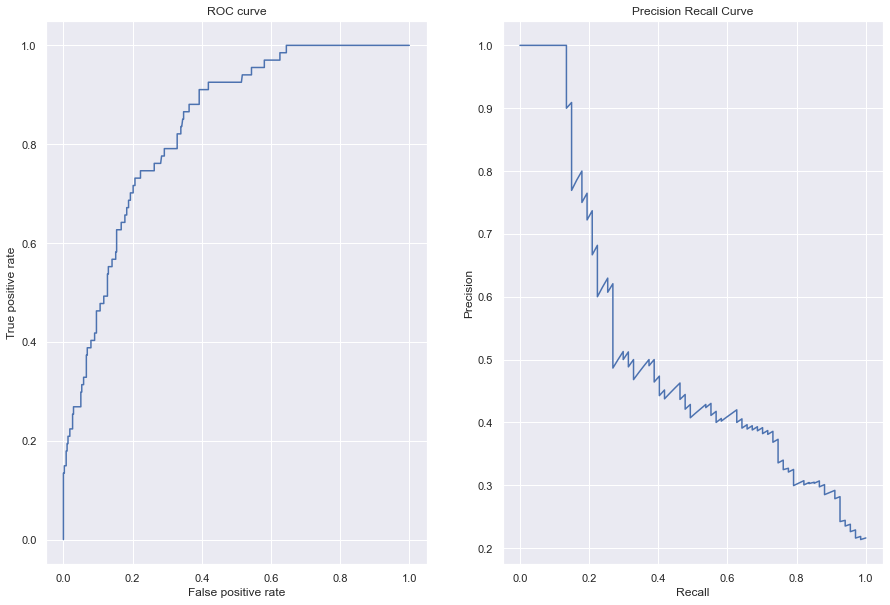 ROC curve
1.0
0.8
0.6
0.4
0.2
0.0
True positive rate
0.0 0.2 0.4 0.6 0.8 1.0
False positive rate
Precision Recall Curve
1.0
0.9
0.8
0.7
0.6
0.5
0.4
0.3
0.2
Precision
0.0 0.2 0.4 0.6 0.8 1.0
Recall